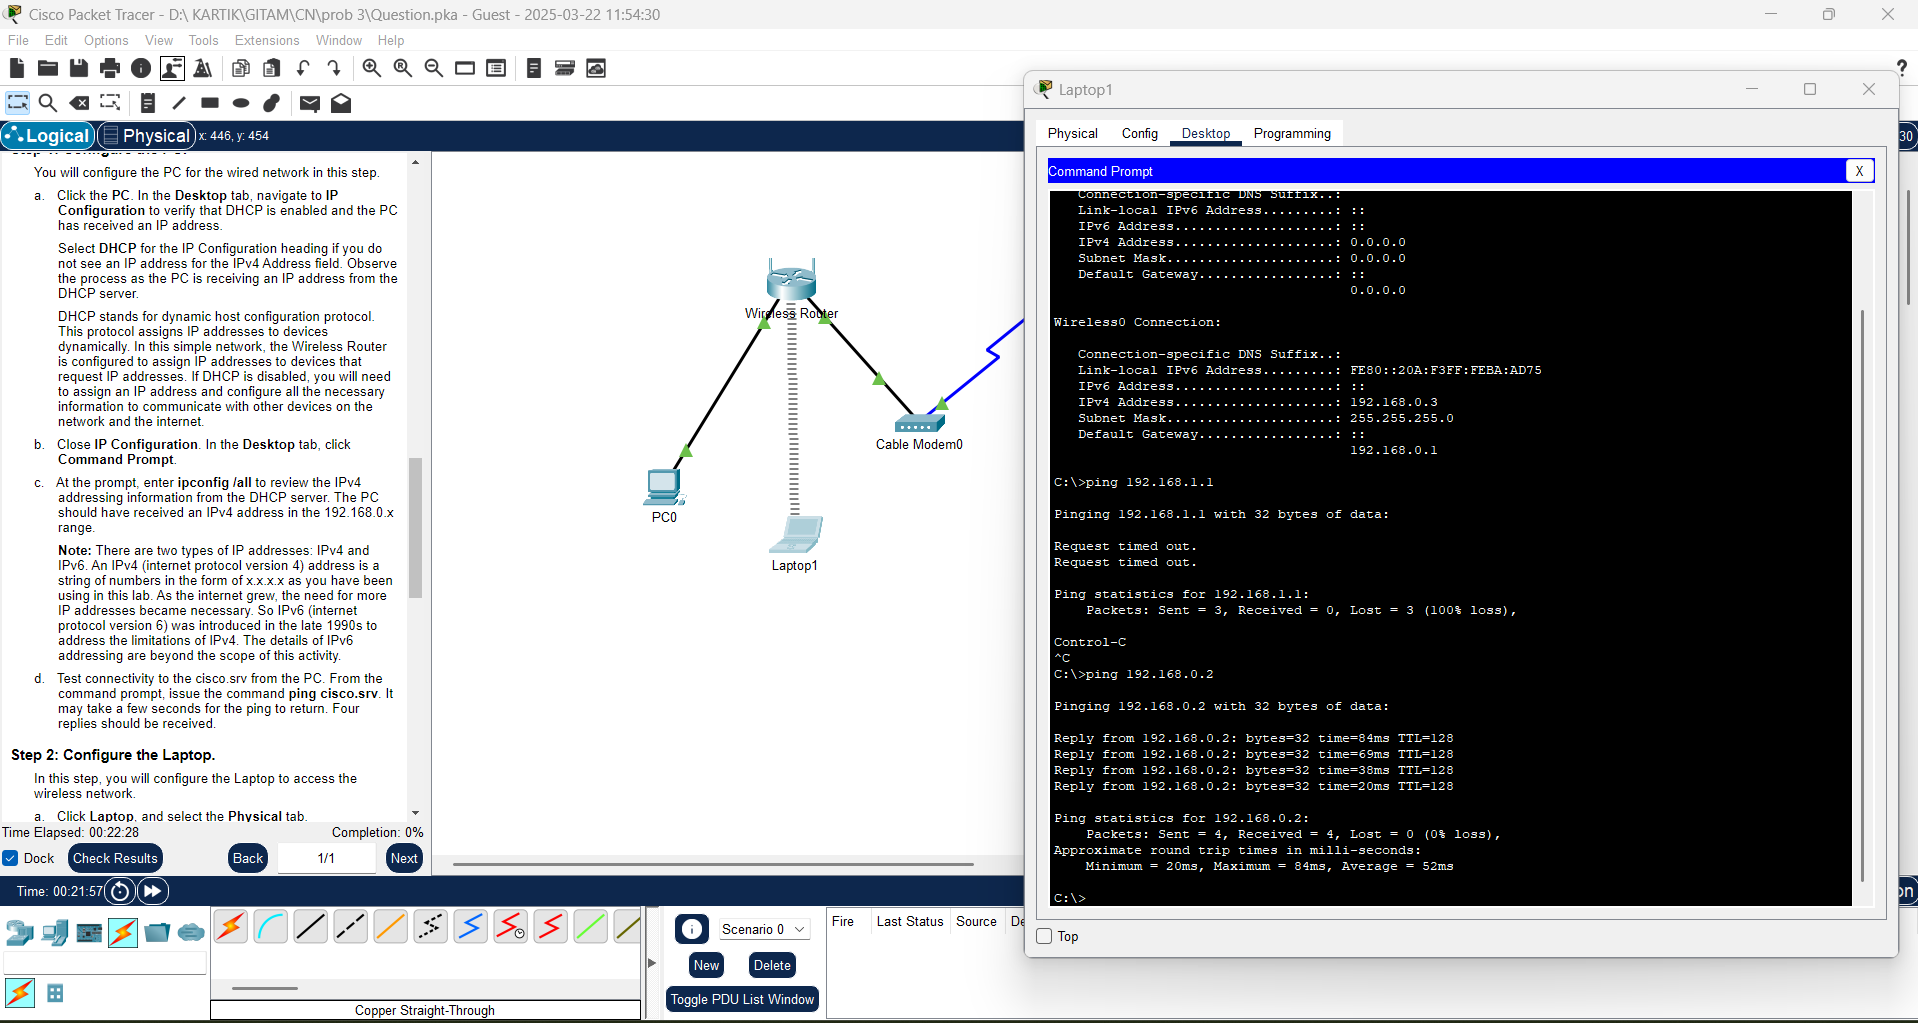 Cisco Packet Tracer - D:\ KARTIK\GITAM\CN\prob 3\Question.pka - Guest - 2025-03-22 11:54:30
File Edit Options View Tools Extensions Window Help
Logical Physical x: 446, y: 454
You will configure the PC for the wired network in this step.
a. Click the PC. In the Desktop tab, navigate to IP
Configuration to verify that DHCP is enabled and the PC
has received an IP address.
Select DHCP for the IP Configuration heading if you do
not see an IP address for the IPv4 Address field. Observe
the process as the PC is receiving an IP address from the
DHCP server.
DHCP stands for dynamic host configuration protocol.
This protocol assigns IP addresses to devices
dynamically. In this simple network, the Wireless Router
is configured to assign IP addresses to devices that
request IP addresses. If DHCP is disabled, you will need
to assign an IP address and configure all the necessary
information to communicate with other devices on the
network and the internet.
b. Close IP Configuration. In the Desktop tab, click
Command Prompt.
c. At the prompt, enter ipconfig /all to review the IPv4
addressing information from the DHCP server. The PC
should have received an IPv4 address in the 192.168.0.x
range.
Note: There are two types of IP addresses: IPv4 and
IPv6. An IPv4 (internet protocol version 4) address is a
string of numbers in the form of x.x.x.x as you have been
using in this lab. As the internet grew, the need for more
IP addresses became necessary. So IPv6 (internet
protocol version 6) was introduced in the late 1990s to
address the limitations of IPv4. The details of IPv6
addressing are beyond the scope of this activity.
d. Test connectivity to the cisco.srv from the PC. From the
command prompt, issue the command ping cisco.srv. It
may take a few seconds for the ping to return. Four
replies should be received.
Step 2: Configure the Laptop.
In this step, you will configure the Laptop to access the
wireless network.
a. Click Laptop, and select the Physical tab.
Time Elapsed: 00:22:28 Completion: 0%
Dock Check Results Back 1/1 Next
Time: 00:21:57
Wireless Router
Cable Modem0
PC0
Laptop1
Copper Straight-Through
Scenario 0
New Delete
Toggle PDU List Window
Fire Last Status Source De
?
30
on
Laptop1
Physical Config Desktop Programming
Command Prompt X
Connection-specific DNS Suffix..:
Link-local IPv6 Address.........: ::
IPv6 Address....................: ::
IPv4 Address....................: 0.0.0.0
Subnet Mask.....................: 0.0.0.0
Default Gateway.................: ::
0.0.0.0
Wireless0 Connection:
Connection-specific DNS Suffix..:
Link-local IPv6 Address.........: FE80::20A:F3FF:FEBA:AD75
IPv6 Address....................: ::
IPv4 Address....................: 192.168.0.3
Subnet Mask.....................: 255.255.255.0
Default Gateway.................: ::
192.168.0.1
C:\>ping 192.168.1.1
Pinging 192.168.1.1 with 32 bytes of data:
Request timed out.
Request timed out.
Ping statistics for 192.168.1.1:
Packets: Sent = 3, Received = 0, Lost = 3 (100% loss),
Control-C
^C
C:\>ping 192.168.0.2
Pinging 192.168.0.2 with 32 bytes of data:
Reply from 192.168.0.2: bytes=32 time=84ms TTL=128
Reply from 192.168.0.2: bytes=32 time=69ms TTL=128
Reply from 192.168.0.2: bytes=32 time=38ms TTL=128
Reply from 192.168.0.2: bytes=32 time=20ms TTL=128
Ping statistics for 192.168.0.2:
Packets: Sent = 4, Received = 4, Lost = 0 (0% loss),
Approximate round trip times in milli-seconds:
Minimum = 20ms, Maximum = 84ms, Average = 52ms
C:\>
Top